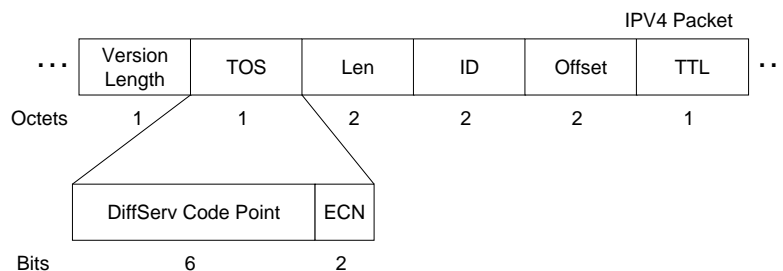 IPV4 Packet
... Version Length TOS Len ID Offset TTL ..
Octets 1 1 2 2 2 1
DiffServ Code Point ECN
Bits 6 2